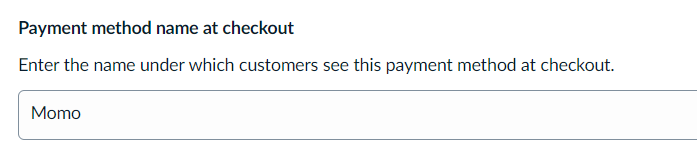 Payment method name at checkout
Enter the name under which customers see this payment method at checkout.
Momo